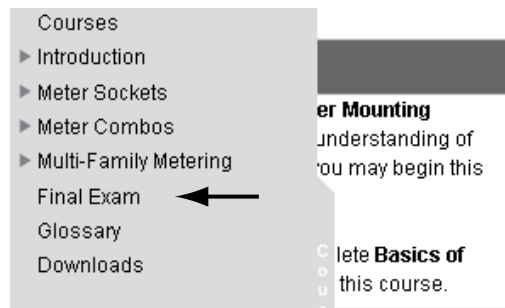 Courses
Introduction
Meter Sockets
Meter Combos
Multi-Family Metering
Final Exam
Glossary
Downloads
er Mounting
understanding of
ou may begin this
lete Basics of
this course.
C
o
u